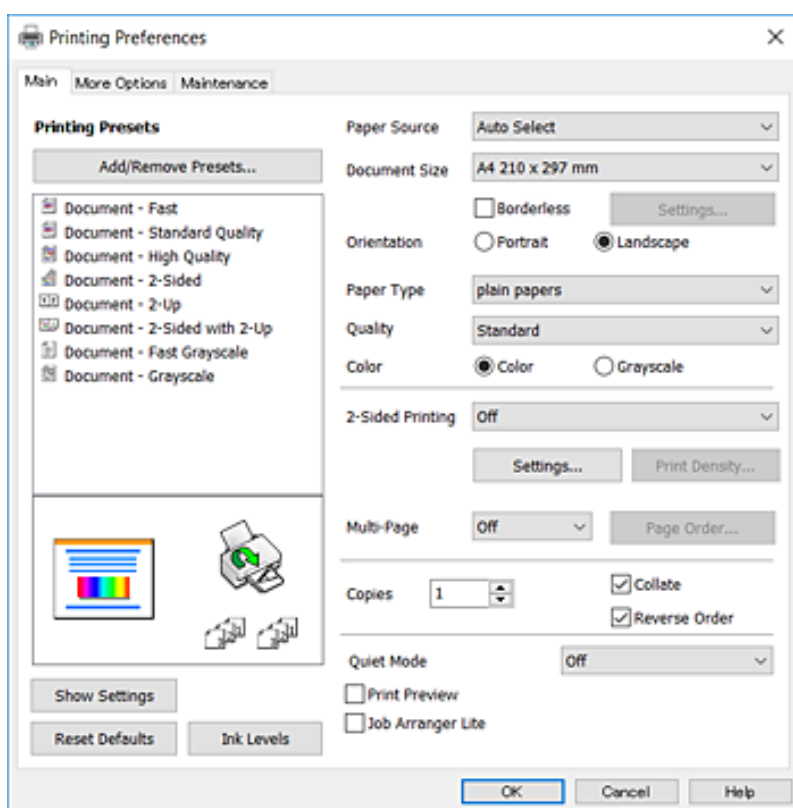 Printing Preferences
Main More Options Maintenance
Printing Presets
Add/Remove Presets...
Document - Fast
Document - Standard Quality
Document - High Quality
Document - 2-Sided
Document - 2-Up
Document - 2-Sided with 2-Up
Document - Fast Grayscale
Document - Grayscale
Show Settings
Reset Defaults Ink Levels
Paper Source Auto Select
Document Size A4 210 x 297 mm
Borderless Settings...
Orientation Portrait Landscape
Paper Type plain papers
Quality Standard
Color Color Grayscale
2-Sided Printing Off
Settings... Print Density...
Multi-Page Off Page Order...
Copies 1 Collate
Reverse Order
Quiet Mode Off
Print Preview
Job Arranger Lite
OK Cancel Help